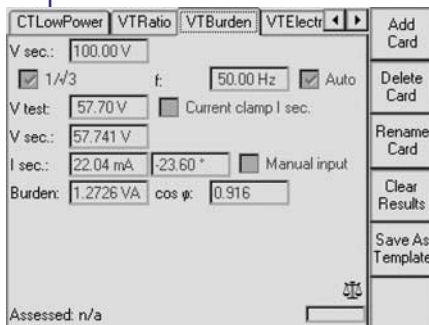 CTLowPower VTRatio VTBurden VTElectr
V sec.: 100.00 V
1/√3 f: 50.00 Hz Auto
V test: 57.70 V Current clamp I sec.
V sec.: 57.741 V
I sec.: 22.04 mA -23.60 ° Manual input
Burden: 1.2726 VA cos φ: 0.916
Assessed: n/a
Add
Card
Delete
Card
Rename
Card
Clear
Results
Save As
Template